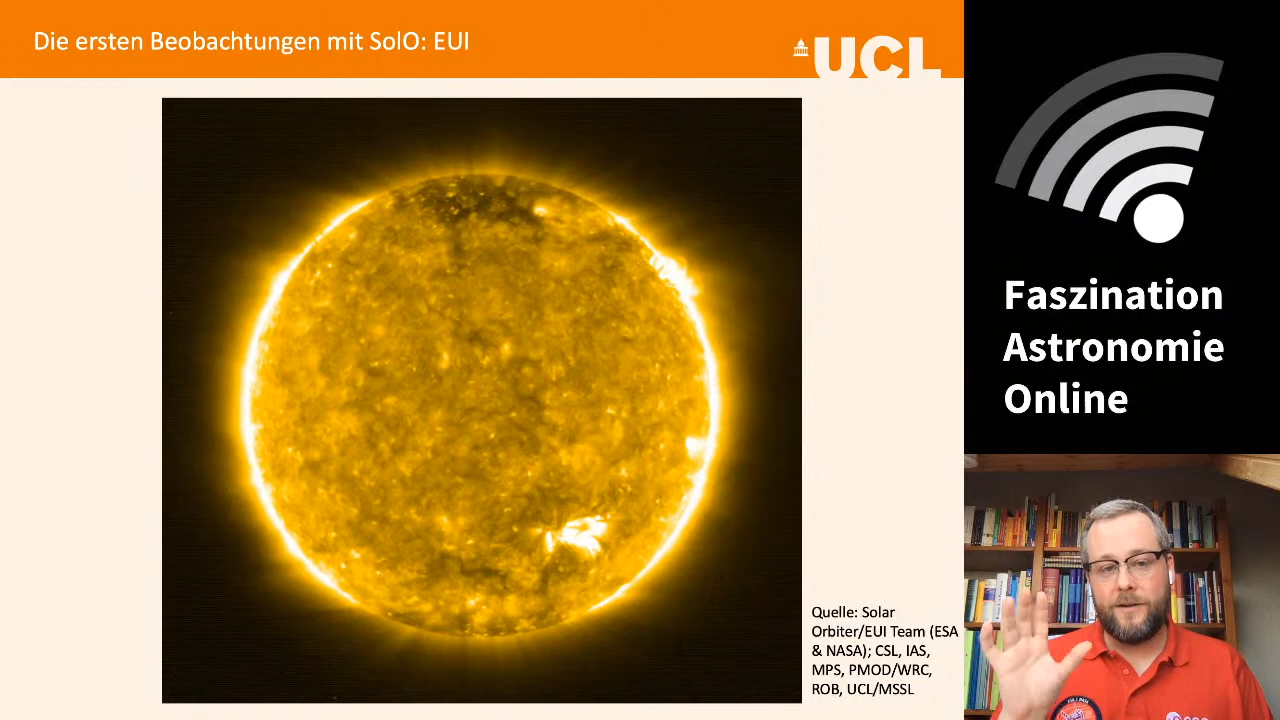 Die ersten Beobachtungen mit SolO: EUI
UCL
Faszination
Astronomie
Online
Quelle: Solar
Orbiter/EUI Team (ESA
& NASA); CSL, IAS,
MPS, PMOD/WRC,
ROB, UCL/MSSL